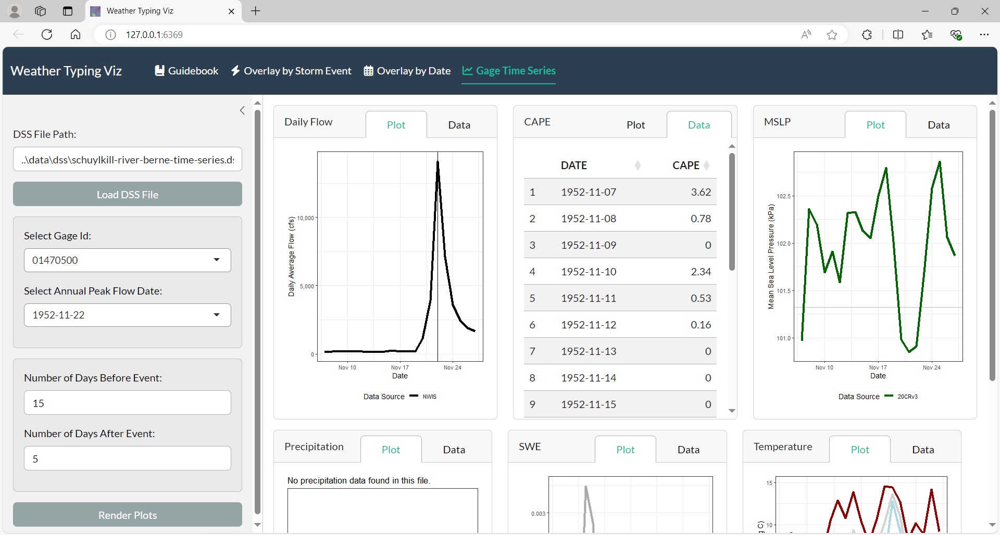 Weather Typing Viz
127.0.0.1:6369
Weather Typing Viz
Guidebook
Overlay by Storm Event
Overlay by Date
Gage Time Series
DSS File Path:
..\data\dss\schuylkill-river-berne-time-series.ds
Load DSS File
Select Gage Id:
01470500
Select Annual Peak Flow Date:
1952-11-22
Number of Days Before Event:
15
Number of Days After Event:
5
Render Plots
Daily Flow
Plot
Data
Daily Average Flow (cfs)
10,000
5,000
0
Nov 10
Nov 17
Nov 24
Date
Data Source
NWIS
CAPE
Plot
Data
DATE CAPE
1 1952-11-07 3.62
2 1952-11-08 0.78
3 1952-11-09 0
4 1952-11-10 2.34
5 1952-11-11 0.53
6 1952-11-12 0.16
7 1952-11-13 0
8 1952-11-14 0
9 1952-11-15 0
MSLP
Plot
Data
Mean Sea Level Pressure (kPa)
102.5
102.0
101.5
101.0
Nov 10
Nov 17
Nov 24
Date
Data Source
20CRv3
Precipitation
Plot
Data
No precipitation data found in this file.
SWE
Plot
Data
0.003
Temperature
Plot
Data
15
10
g C)